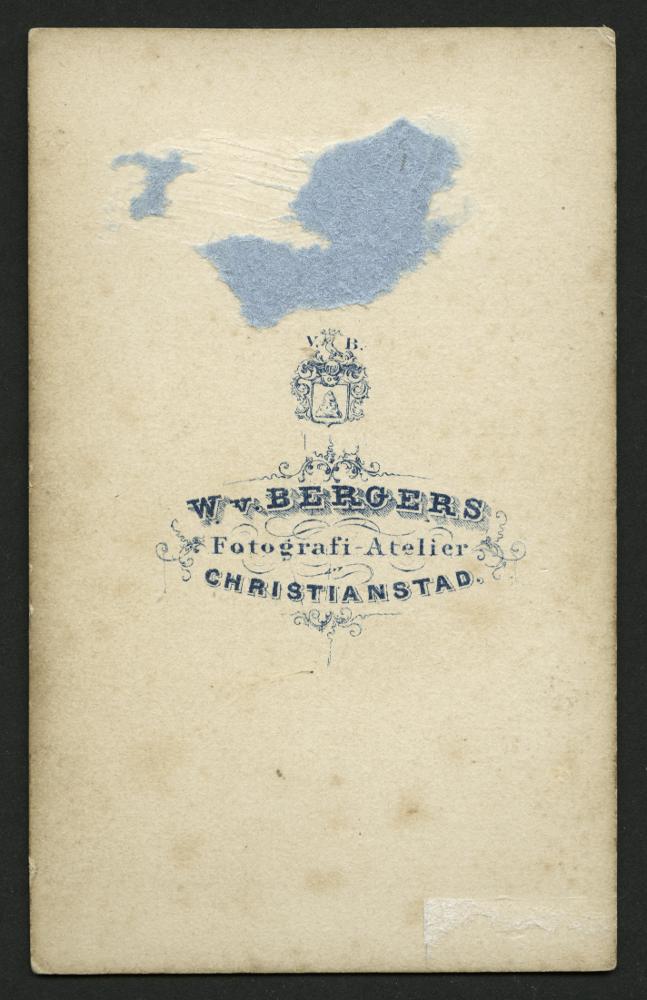 V. B.
W v. BERGERS
Fotografi-Atelier
CHRISTIANSTAD.